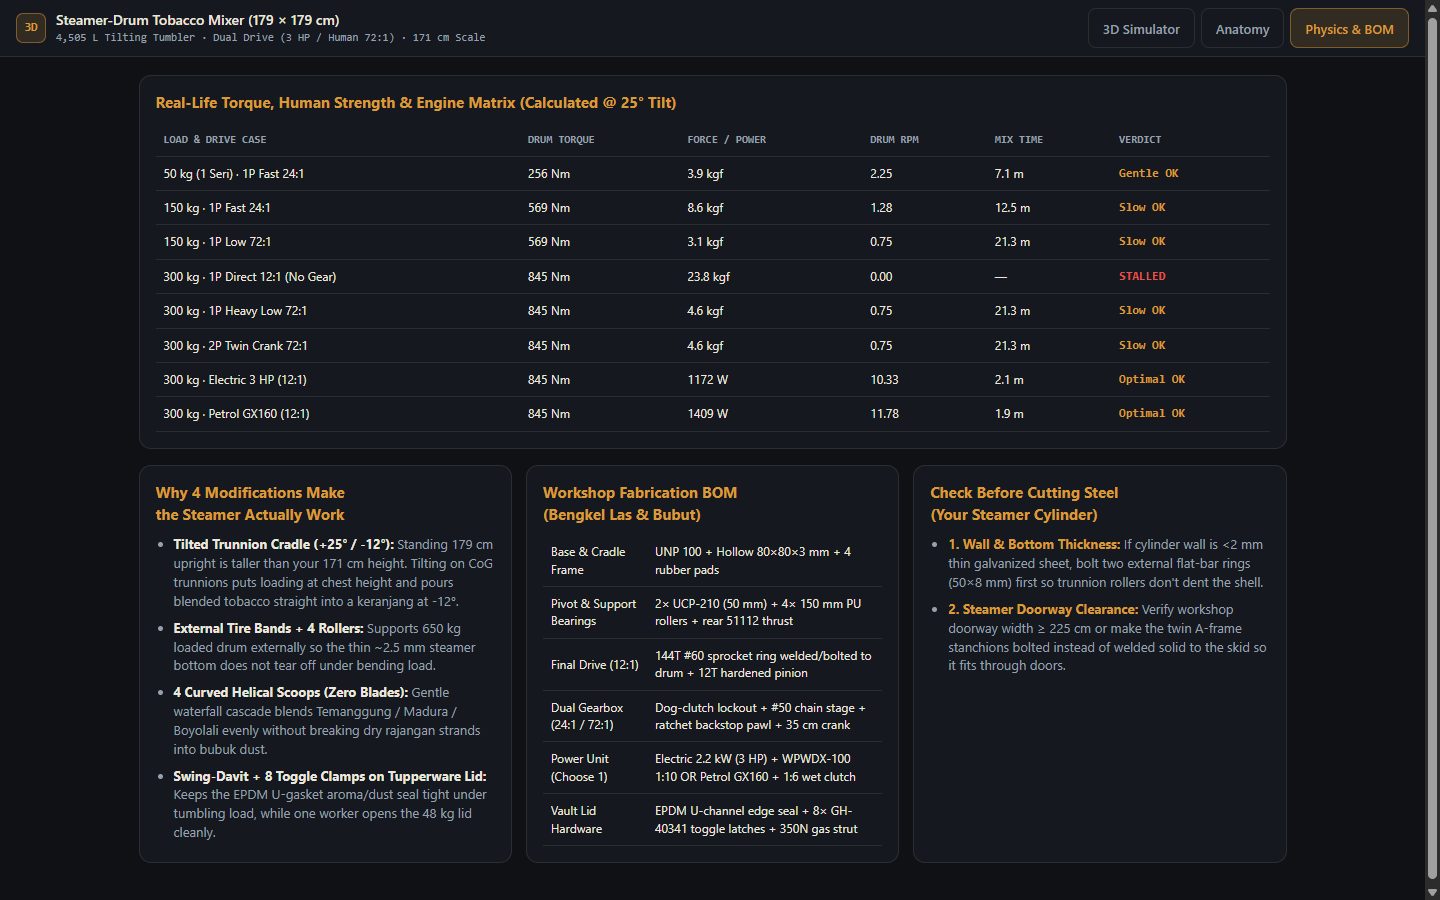 3D
Steamer-Drum Tobacco Mixer (179 × 179 cm)
4,505 L Tilting Tumbler · Dual Drive (3 HP / Human 72:1) · 171 cm Scale
3D Simulator
Anatomy
Physics & BOM
Real-Life Torque, Human Strength & Engine Matrix (Calculated @ 25° Tilt)
LOAD & DRIVE CASE DRUM TORQUE FORCE / POWER DRUM RPM MIX TIME VERDICT
50 kg (1 Seri) · 1P Fast 24:1 256 Nm 3.9 kgf 2.25 7.1 m Gentle OK
150 kg · 1P Fast 24:1 569 Nm 8.6 kgf 1.28 12.5 m Slow OK
150 kg · 1P Low 72:1 569 Nm 3.1 kgf 0.75 21.3 m Slow OK
300 kg · 1P Direct 12:1 (No Gear) 845 Nm 23.8 kgf 0.00 — STALLED
300 kg · 1P Heavy Low 72:1 845 Nm 4.6 kgf 0.75 21.3 m Slow OK
300 kg · 2P Twin Crank 72:1 845 Nm 4.6 kgf 0.75 21.3 m Slow OK
300 kg · Electric 3 HP (12:1) 845 Nm 1172 W 10.33 2.1 m Optimal OK
300 kg · Petrol GX160 (12:1) 845 Nm 1409 W 11.78 1.9 m Optimal OK
Why 4 Modifications Make
the Steamer Actually Work
• Tilted Trunnion Cradle (+25° / -12°): Standing 179 cm
upright is taller than your 171 cm height. Tilting on CoG
trunnions puts loading at chest height and pours
blended tobacco straight into a keranjang at -12°.
• External Tire Bands + 4 Rollers: Supports 650 kg
loaded drum externally so the thin ~2.5 mm steamer
bottom does not tear off under bending load.
• 4 Curved Helical Scoops (Zero Blades): Gentle
waterfall cascade blends Temanggung / Madura /
Boyolali evenly without breaking dry rajangan strands
into bubuk dust.
• Swing-Davit + 8 Toggle Clamps on Tupperware Lid:
Keeps the EPDM U-gasket aroma/dust seal tight under
tumbling load, while one worker opens the 48 kg lid
cleanly.
Workshop Fabrication BOM
(Bengkel Las & Bubut)
Base & Cradle
Frame
UNP 100 + Hollow 80×80×3 mm + 4
rubber pads
Pivot & Support
Bearings
2× UCP-210 (50 mm) + 4× 150 mm PU
rollers + rear 51112 thrust
Final Drive (12:1)
144T #60 sprocket ring welded/bolted to
drum + 12T hardened pinion
Dual Gearbox
(24:1 / 72:1)
Dog-clutch lockout + #50 chain stage +
ratchet backstop pawl + 35 cm crank
Power Unit
(Choose 1)
Electric 2.2 kW (3 HP) + WPWDX-100
1:10 OR Petrol GX160 + 1:6 wet clutch
Vault Lid
Hardware
EPDM U-channel edge seal + 8× GH-
40341 toggle latches + 350N gas strut
Check Before Cutting Steel
(Your Steamer Cylinder)
• 1. Wall & Bottom Thickness: If cylinder wall is <2 mm
thin galvanized sheet, bolt two external flat-bar rings
(50×8 mm) first so trunnion rollers don't dent the shell.
• 2. Steamer Doorway Clearance: Verify workshop
doorway width ≥ 225 cm or make the twin A-frame
stanchions bolted instead of welded solid to the skid so
it fits through doors.